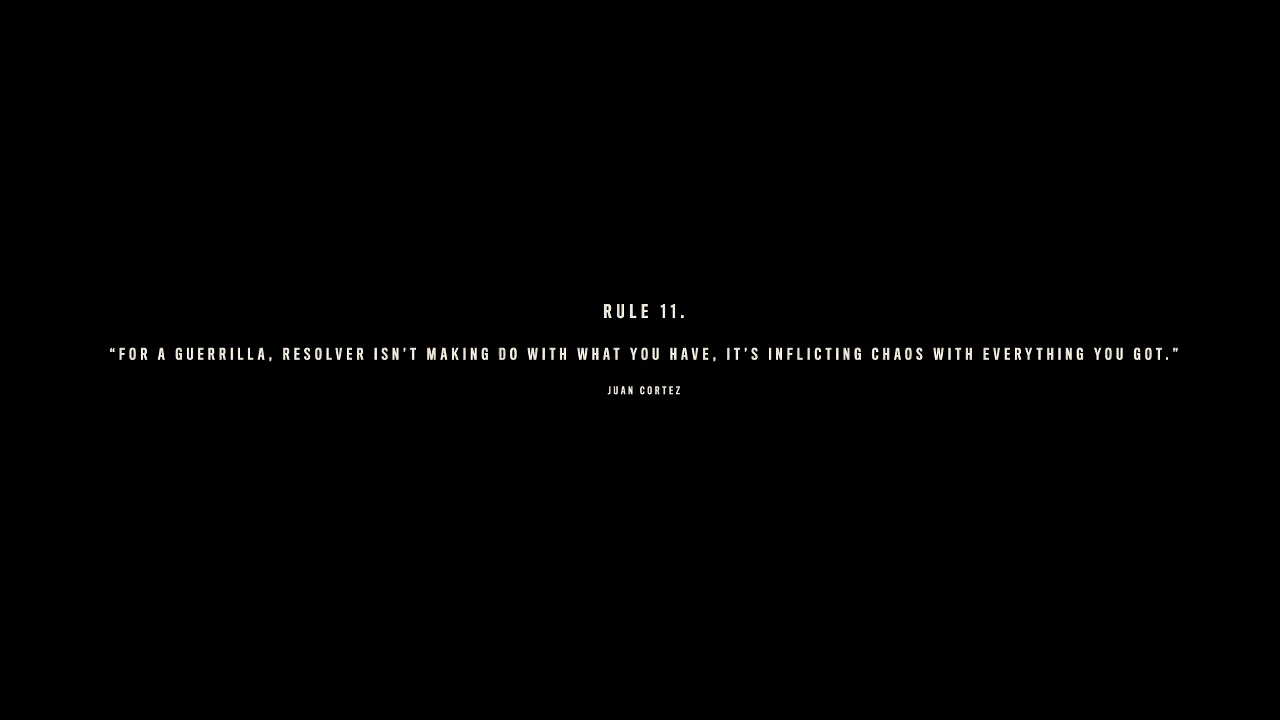 RULE 11.
“FOR A GUERRILLA, RESOLVER ISN’T MAKING DO WITH WHAT YOU HAVE, IT’S INFLICTING CHAOS WITH EVERYTHING YOU GOT.”
JUAN CORTEZ